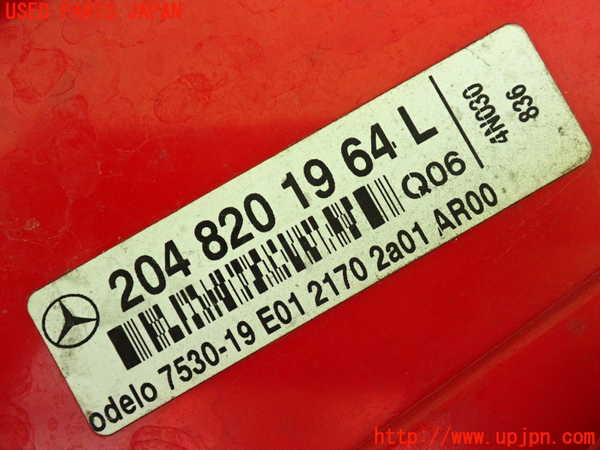 USED PARTS JAPAN
204 820 19 64 L
Q06
4N030
836
odelo 7530-19 E01 2170 2a01 AR00
http://www.upjpn.com/